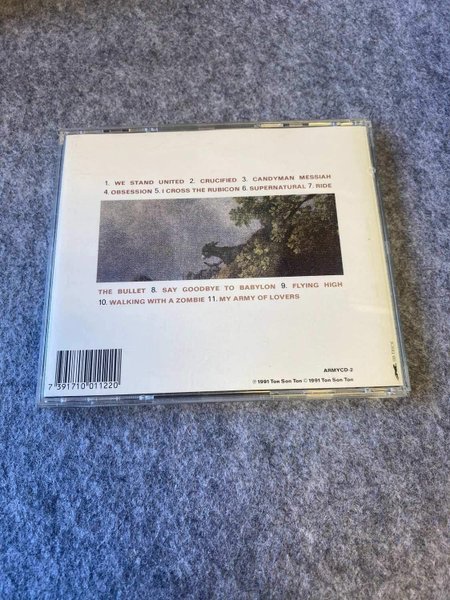 1. WE STAND UNITED 2. CRUCIFIED 3. CANDYMAN MESSIAH
4. OBSESSION 5. I CROSS THE RUBICON 6. SUPERNATURAL 7. RIDE
THE BULLET 8. SAY GOODBYE TO BABYLON 9. FLYING HIGH
10. WALKING WITH A ZOMBIE 11. MY ARMY OF LOVERS
ARMYCD-2
℗ 1991 Ton Son Ton © 1991 Ton Son Ton
7 391710 011220